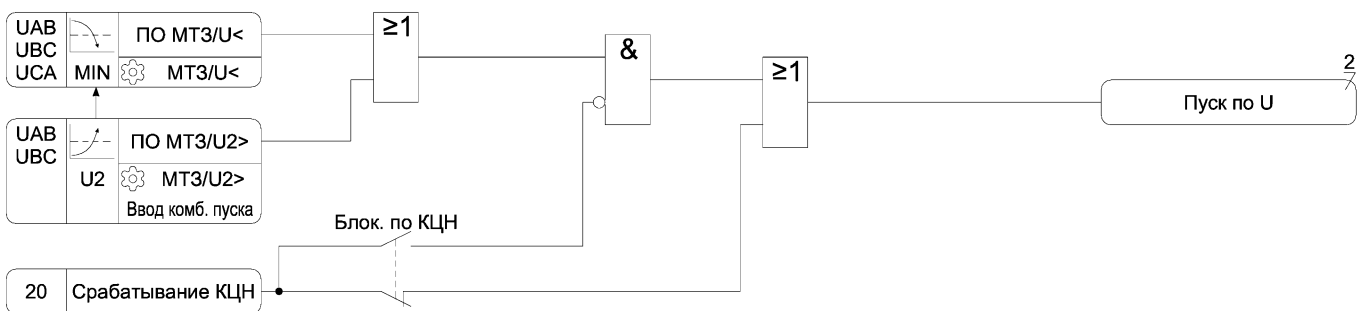 UAB
UBC
UCA
MIN
ПО МТЗ/U<
МТЗ/U<
≥1
&
≥1
2
Пуск по U
UAB
UBC
U2
ПО МТЗ/U2>
МТЗ/U2>
Ввод комб. пуска
Блок. по КЦН
20
Срабатывание КЦН